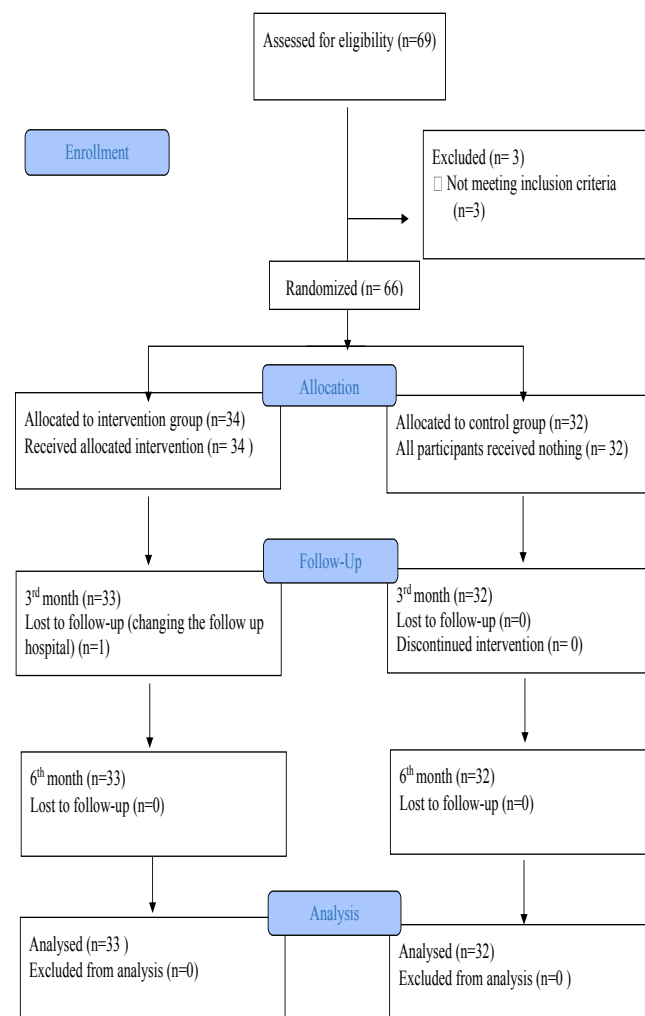 Assessed for eligibility (n=69)
Enrollment
Excluded (n= 3)
Not meeting inclusion criteria
(n=3)
Randomized (n= 66)
Allocation
Allocated to intervention group (n=34)
Received allocated intervention (n= 34 )
Allocated to control group (n=32)
All participants received nothing (n= 32)
Follow-Up
3rd month (n=33)
Lost to follow-up (changing the follow up
hospital) (n=1)
3rd month (n=32)
Lost to follow-up (n=0)
Discontinued intervention (n= 0)
6th month (n=33)
Lost to follow-up (n=0)
6th month (n=32)
Lost to follow-up (n=0)
Analysis
Analysed (n=33 )
Excluded from analysis (n=0)
Analysed (n=32)
Excluded from analysis (n=0 )